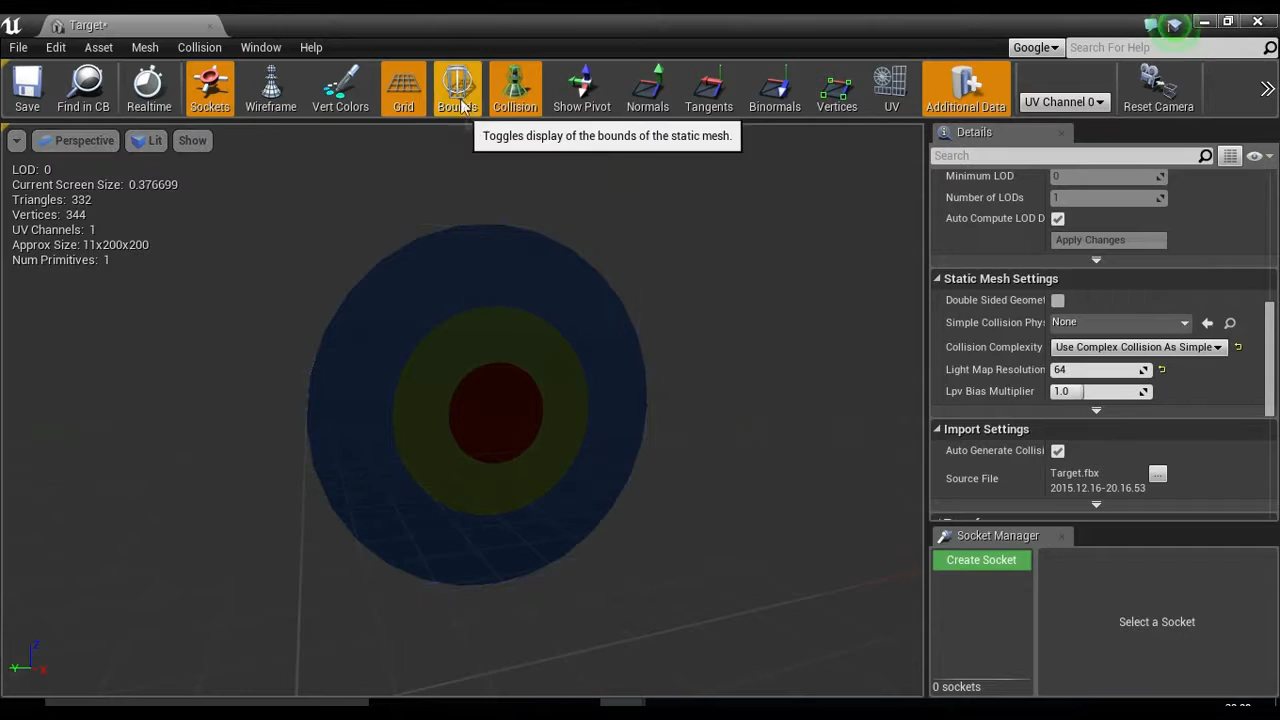 Target*
File Edit Asset Mesh Collision Window Help
Google Search For Help
Save Find in CB Realtime Sockets Wireframe Vert Colors Grid Bounds Collision Show Pivot Normals Tangents Binormals Vertices UV Additional Data UV Channel 0 Reset Camera
Toggles display of the bounds of the static mesh.
Perspective Lit Show
LOD: 0
Current Screen Size: 0.376699
Triangles: 332
Vertices: 344
UV Channels: 1
Approx Size: 11x200x200
Num Primitives: 1
Z
Y X
Details
Search
Minimum LOD 0
Number of LODs 1
Auto Compute LOD D
Apply Changes
Static Mesh Settings
Double Sided Geomet
Simple Collision Phy: None
Collision Complexity Use Complex Collision As Simple
Light Map Resolution 64
Lpv Bias Multiplier 1.0
Import Settings
Auto Generate Collisi
Source File Target.fbx
2015.12.16-20.16.53
Socket Manager
Create Socket
Select a Socket
0 sockets